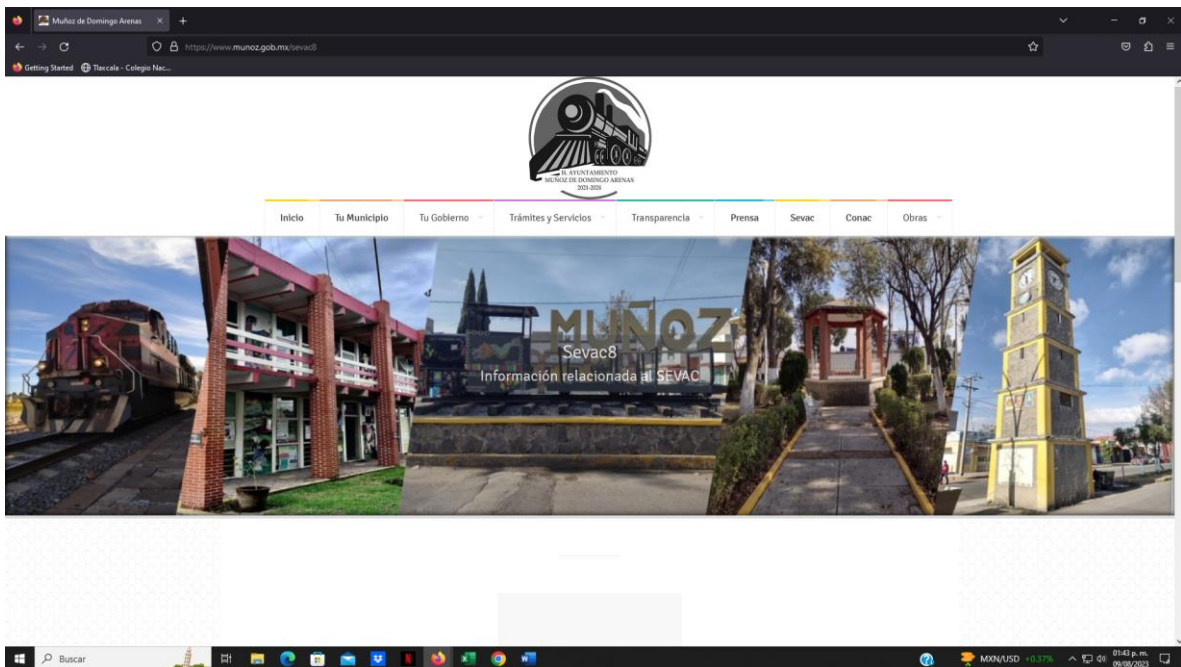 Muñoz de Domingo Arenas
https://www.munoz.gob.mx/sevac8
Getting Started
Tlaxcala - Colegio Nac...
H. AYUNTAMIENTO
MUÑOZ DE DOMINGO ARENAS
2021-2024
Inicio
Tu Municipio
Tu Gobierno
Trámites y Servicios
Transparencia
Prensa
Sevac
Conac
Obras
MUÑOZ
Sevac8
Información relacionada al SEVAC
Buscar
MXN/USD +0.37%
01:43 p. m.
09/08/2023